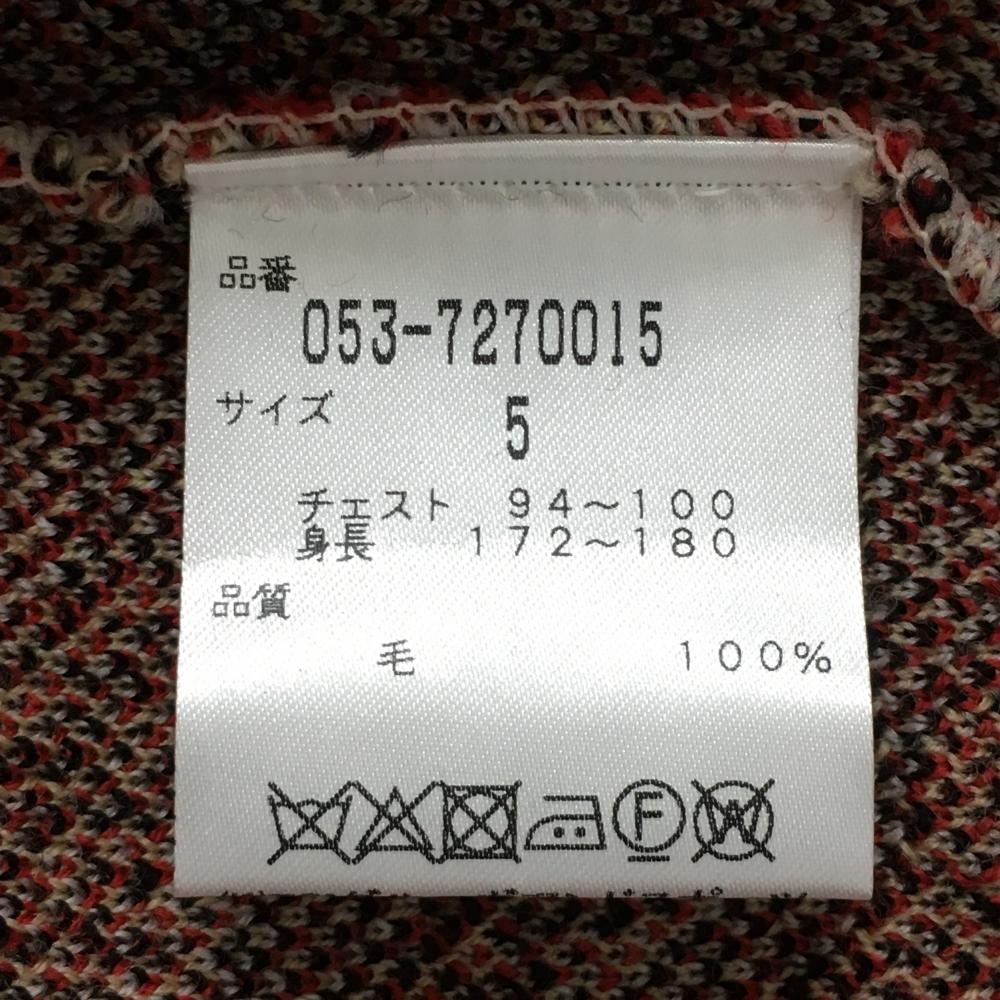 品番
053-7270015
サイズ 5
チェスト 94～100
身長 172～180
品質
毛 100%
F W